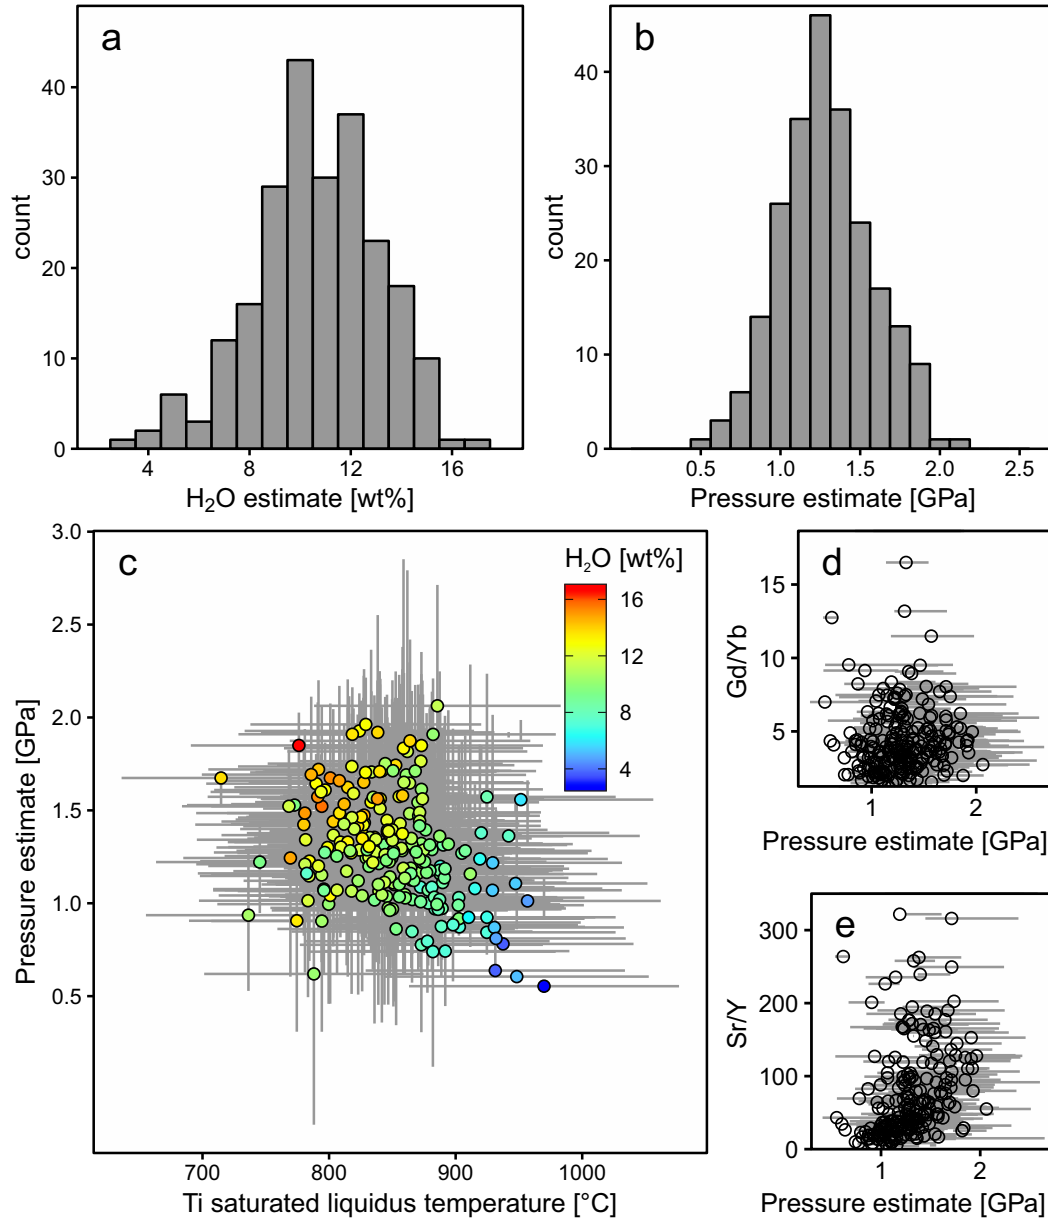 a
count
40
30
20
10
0
4
8
12
16
H₂O estimate [wt%]
b
count
40
30
20
10
0
0.5
1.0
1.5
2.0
2.5
Pressure estimate [GPa]
c
H₂O [wt%]
16
12
8
4
Pressure estimate [GPa]
3.0
2.5
2.0
1.5
1.0
0.5
700
800
900
1000
Ti saturated liquidus temperature [°C]
d
Gd/Yb
15
10
5
1
2
Pressure estimate [GPa]
e
Sr/Y
300
200
100
0
1
2
Pressure estimate [GPa]